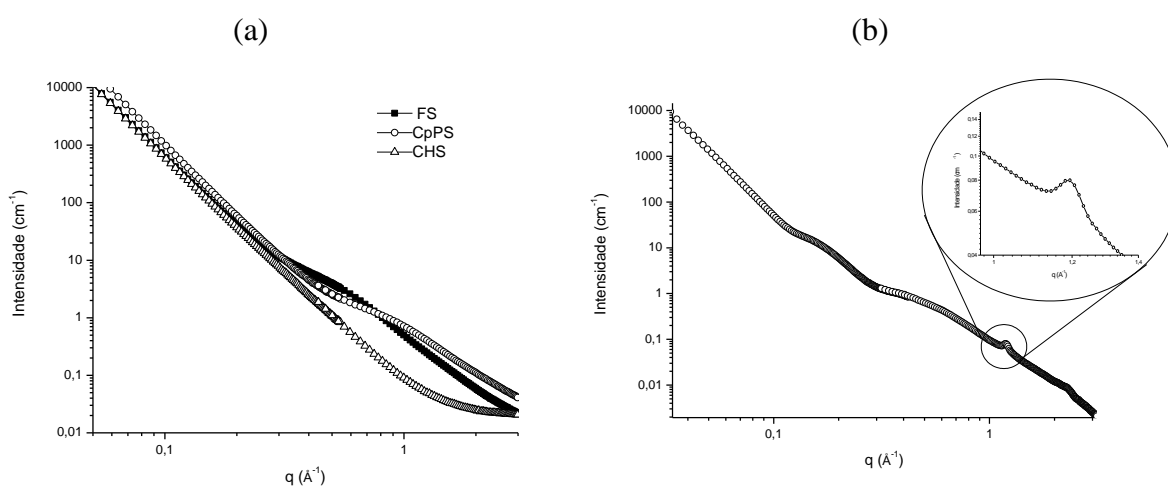 (a)
(b)
10000
1000
100
10
1
0,1
0,01
Intensidade (cm-1)
FS
CpPS
CHS
0,1
1
q (Å-1)
10000
1000
100
10
1
0,1
0,01
Intensidade (cm-1)
0,1
1
q (Å-1)
0,14
0,12
0,1
0,08
0,06
0,04
Intensidade (cm-1)
1
1,2
1,4
q (Å-1)